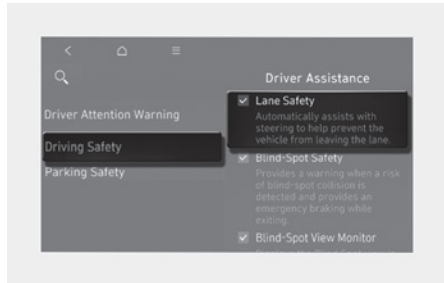 Driver Assistance
Driver Attention Warning
Driving Safety
Parking Safety
Lane Safety
Automatically assists with
steering to help prevent the
vehicle from leaving the lane.
Blind-Spot Safety
Provides a warning when a risk
of blind-spot collision is
detected and provides an
emergency braking while
exiting.
Blind-Spot View Monitor